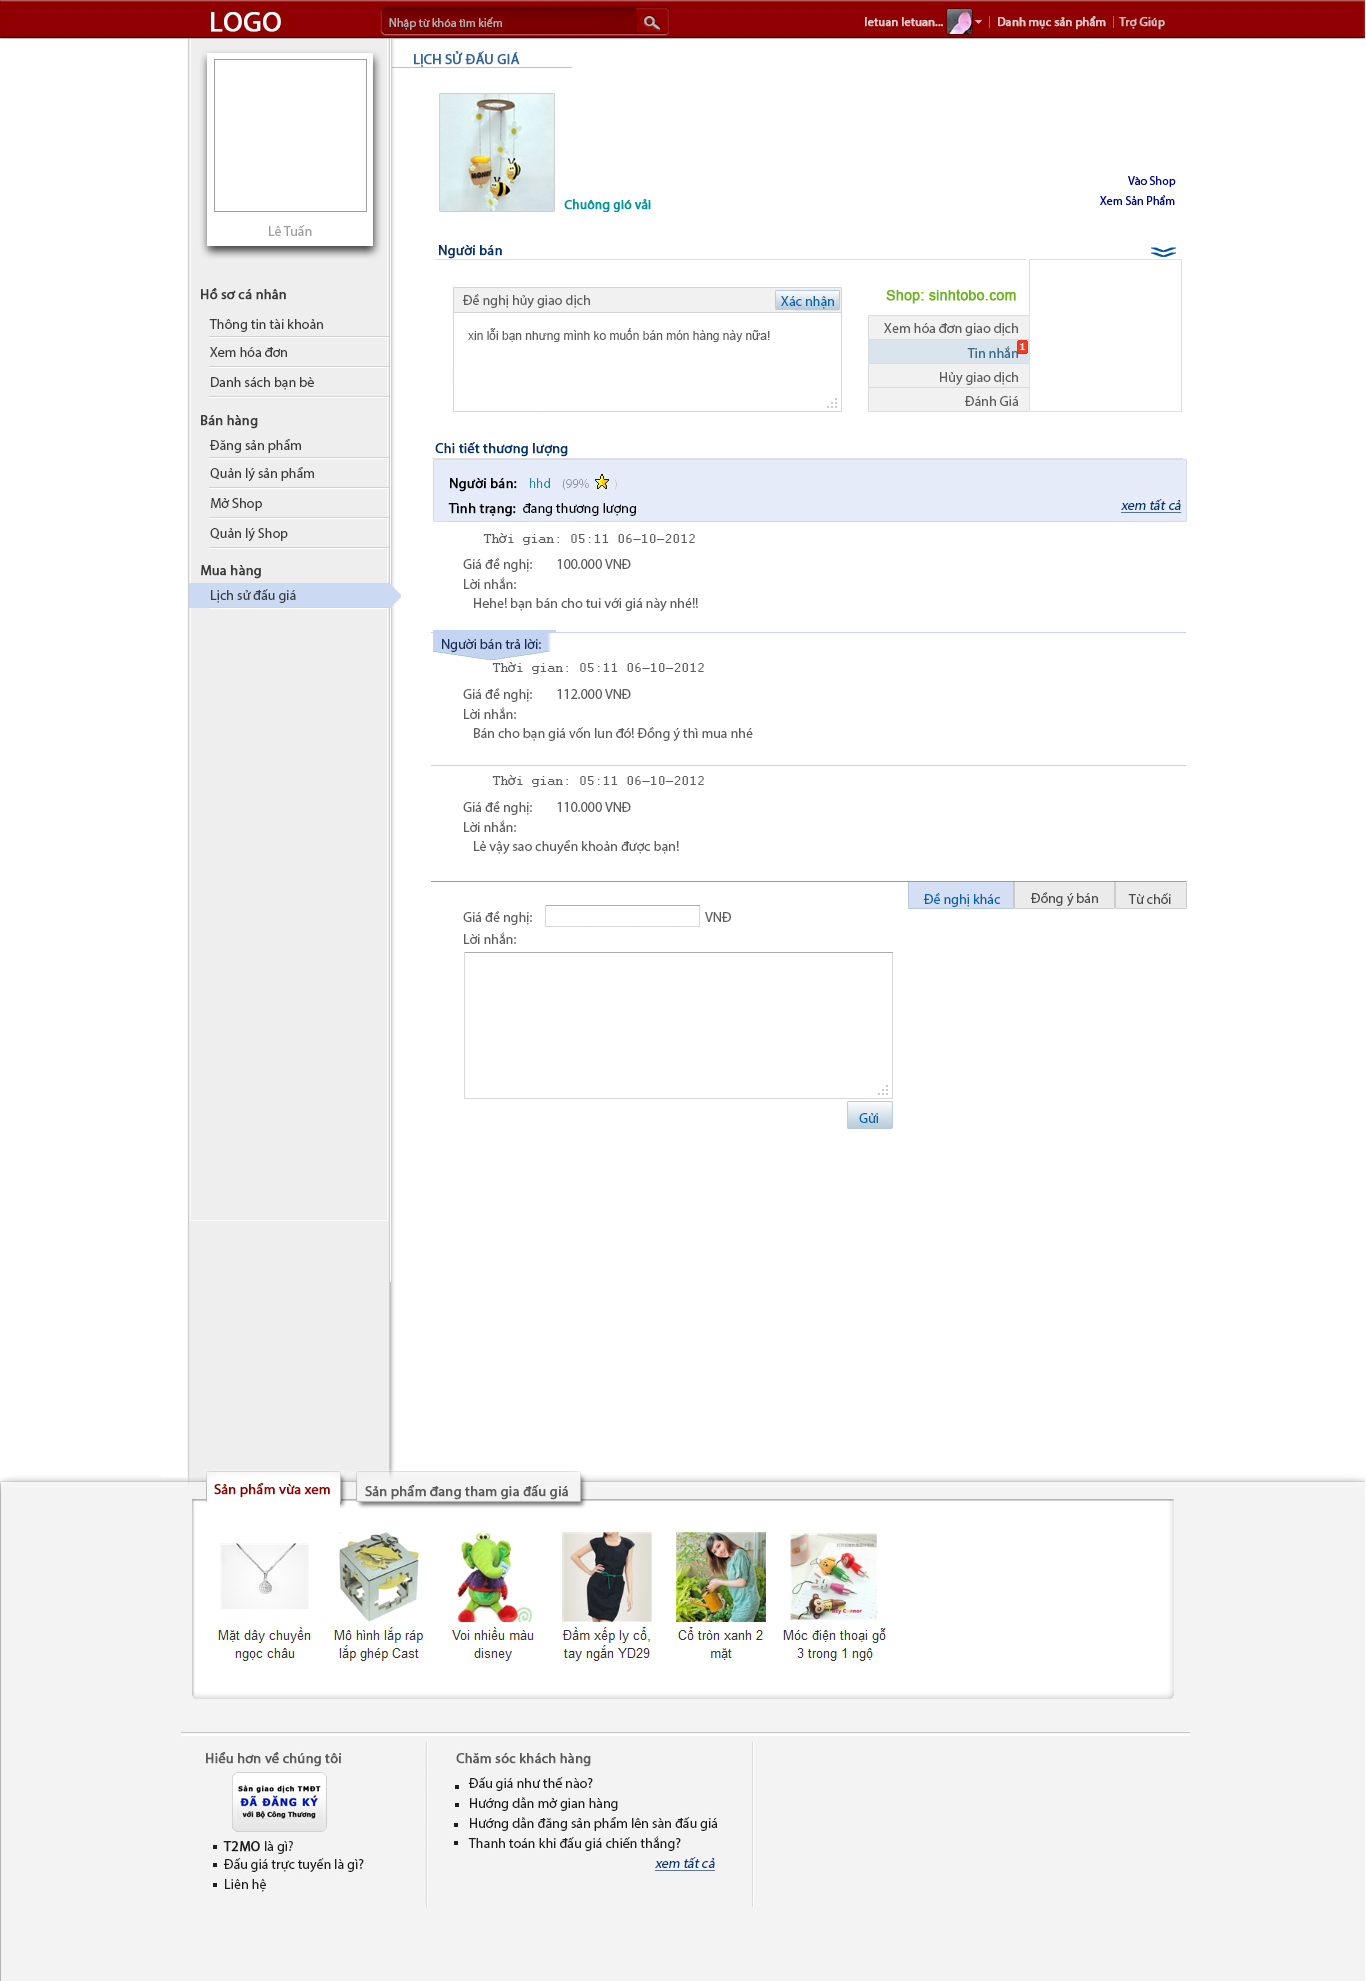 LOGO
Nhập từ khóa tìm kiếm
letuan letuan...
Danh mục sản phẩm
Trợ Giúp
Lê Tuấn
Hồ sơ cá nhân
Thông tin tài khoản
Xem hóa đơn
Danh sách bạn bè
Bán hàng
Đăng sản phẩm
Quản lý sản phẩm
Mở Shop
Quản lý Shop
Mua hàng
Lịch sử đấu giá
LỊCH SỬ ĐẤU GIÁ
MONEY
Chuông gió vải
Vào Shop
Xem Sản Phẩm
Người bán
Đề nghị hủy giao dịch
Xác nhận
xin lỗi bạn nhưng mình ko muốn bán món hàng này nữa!
Shop: sinhtobo.com
Xem hóa đơn giao dịch
Tin nhắn
1
Hủy giao dịch
Đánh Giá
Chi tiết thương lượng
Người bán: hhd (99% )
Tình trạng: đang thương lượng
xem tất cả
Thời gian: 05:11 06-10-2012
Giá đề nghị: 100.000 VNĐ
Lời nhắn:
Hehe! bạn bán cho tui với giá này nhé!!
Người bán trả lời:
Thời gian: 05:11 06-10-2012
Giá đề nghị: 112.000 VNĐ
Lời nhắn:
Bán cho bạn giá vốn lun đó! Đồng ý thì mua nhé
Thời gian: 05:11 06-10-2012
Giá đề nghị: 110.000 VNĐ
Lời nhắn:
Lẻ vậy sao chuyển khoản được bạn!
Đề nghị khác
Đồng ý bán
Từ chối
Giá đề nghị: VNĐ
Lời nhắn:
Gửi
Sản phẩm vừa xem
Sản phẩm đang tham gia đấu giá
Mặt dây chuyền
ngọc châu
Mô hình lắp ráp
lắp ghép Cast
Voi nhiều màu
disney
Đầm xếp ly cổ,
tay ngắn YD29
Cổ tròn xanh 2
mặt
Móc điện thoại gỗ
3 trong 1 ngộ
Hiểu hơn về chúng tôi
Sàn giao dịch TMĐT
ĐÃ ĐĂNG KÝ
với Bộ Công Thương
T2MO là gì?
Đấu giá trực tuyến là gì?
Liên hệ
Chăm sóc khách hàng
Đấu giá như thế nào?
Hướng dẫn mở gian hàng
Hướng dẫn đăng sản phẩm lên sàn đấu giá
Thanh toán khi đấu giá chiến thắng?
xem tất cả